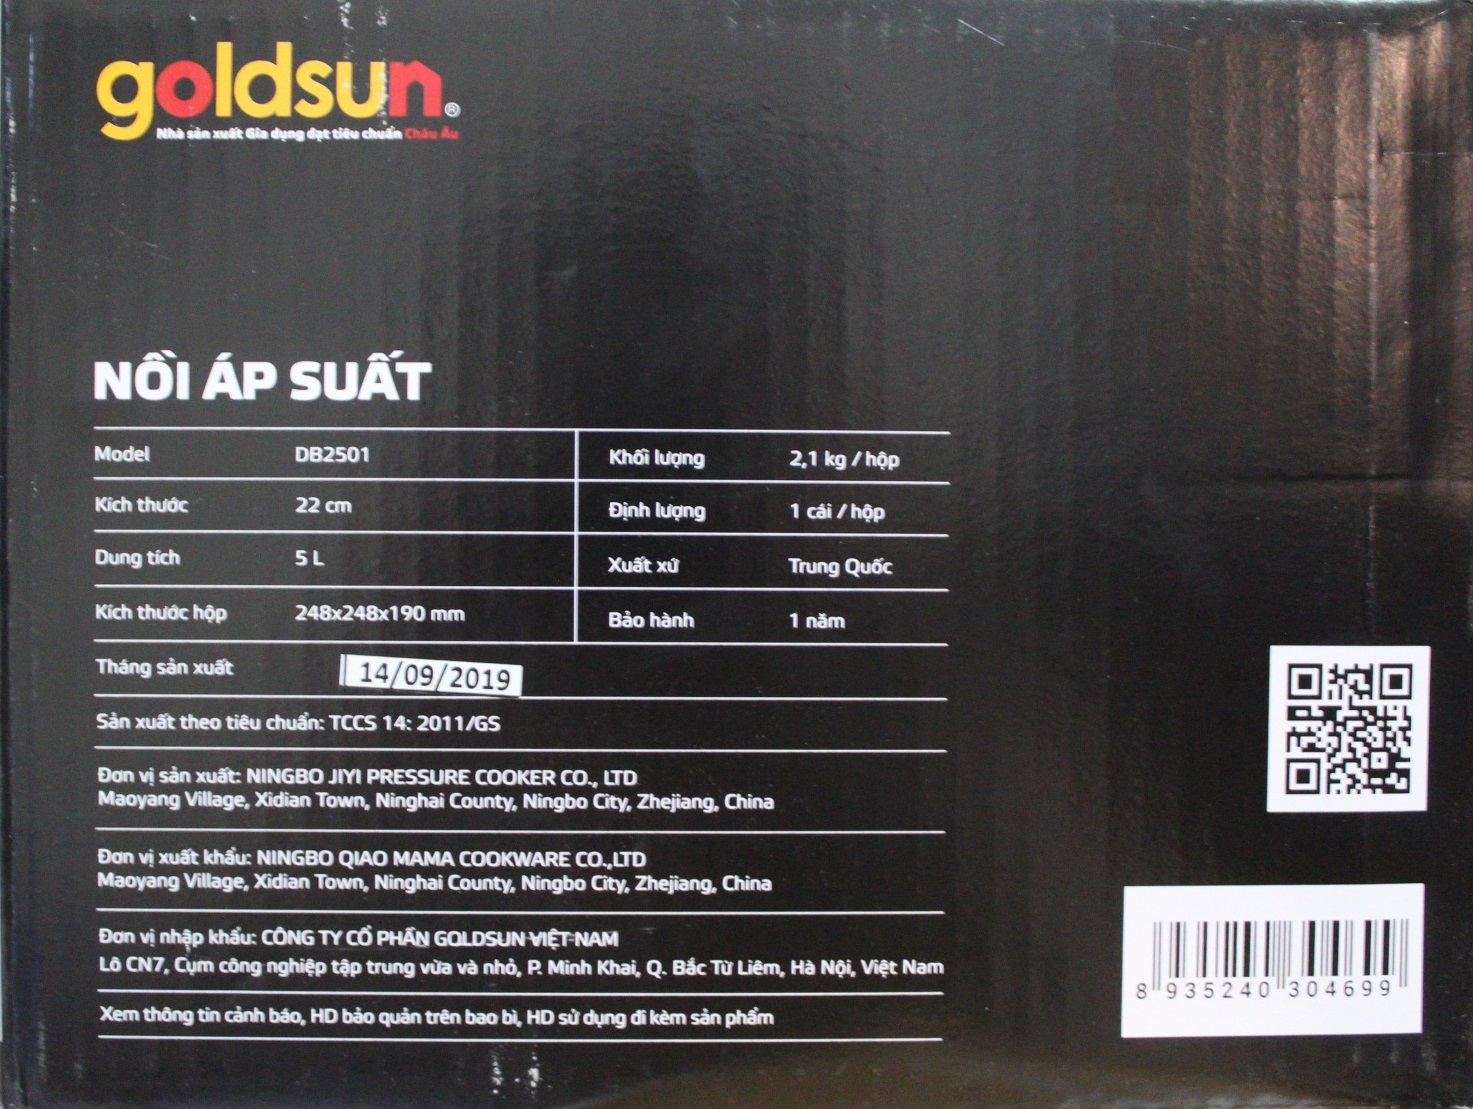 goldsun®
Nhà sản xuất Gia dụng đạt tiêu chuẩn Châu Âu
NỒI ÁP SUẤT
Model DB2501 Khối lượng 2,1 kg / hộp
Kích thước 22 cm Định lượng 1 cái / hộp
Dung tích 5 L Xuất xứ Trung Quốc
Kích thước hộp 248x248x190 mm Bảo hành 1 năm
Tháng sản xuất 14/09/2019
Sản xuất theo tiêu chuẩn: TCCS 14: 2011/GS
Đơn vị sản xuất: NINGBO JIYI PRESSURE COOKER CO., LTD
Maoyang Village, Xidian Town, Ninghai County, Ningbo City, Zhejiang, China
Đơn vị xuất khẩu: NINGBO QIAO MAMA COOKWARE CO.,LTD
Maoyang Village, Xidian Town, Ninghai County, Ningbo City, Zhejiang, China
Đơn vị nhập khẩu: CÔNG TY CỔ PHẦN GOLDSUN VIỆT NAM
Lô CN7, Cụm công nghiệp tập trung vừa và nhỏ, P. Minh Khai, Q. Bắc Từ Liêm, Hà Nội, Việt Nam
Xem thông tin cảnh báo, HD bảo quản trên bao bì, HD sử dụng đi kèm sản phẩm
8 935240 304699